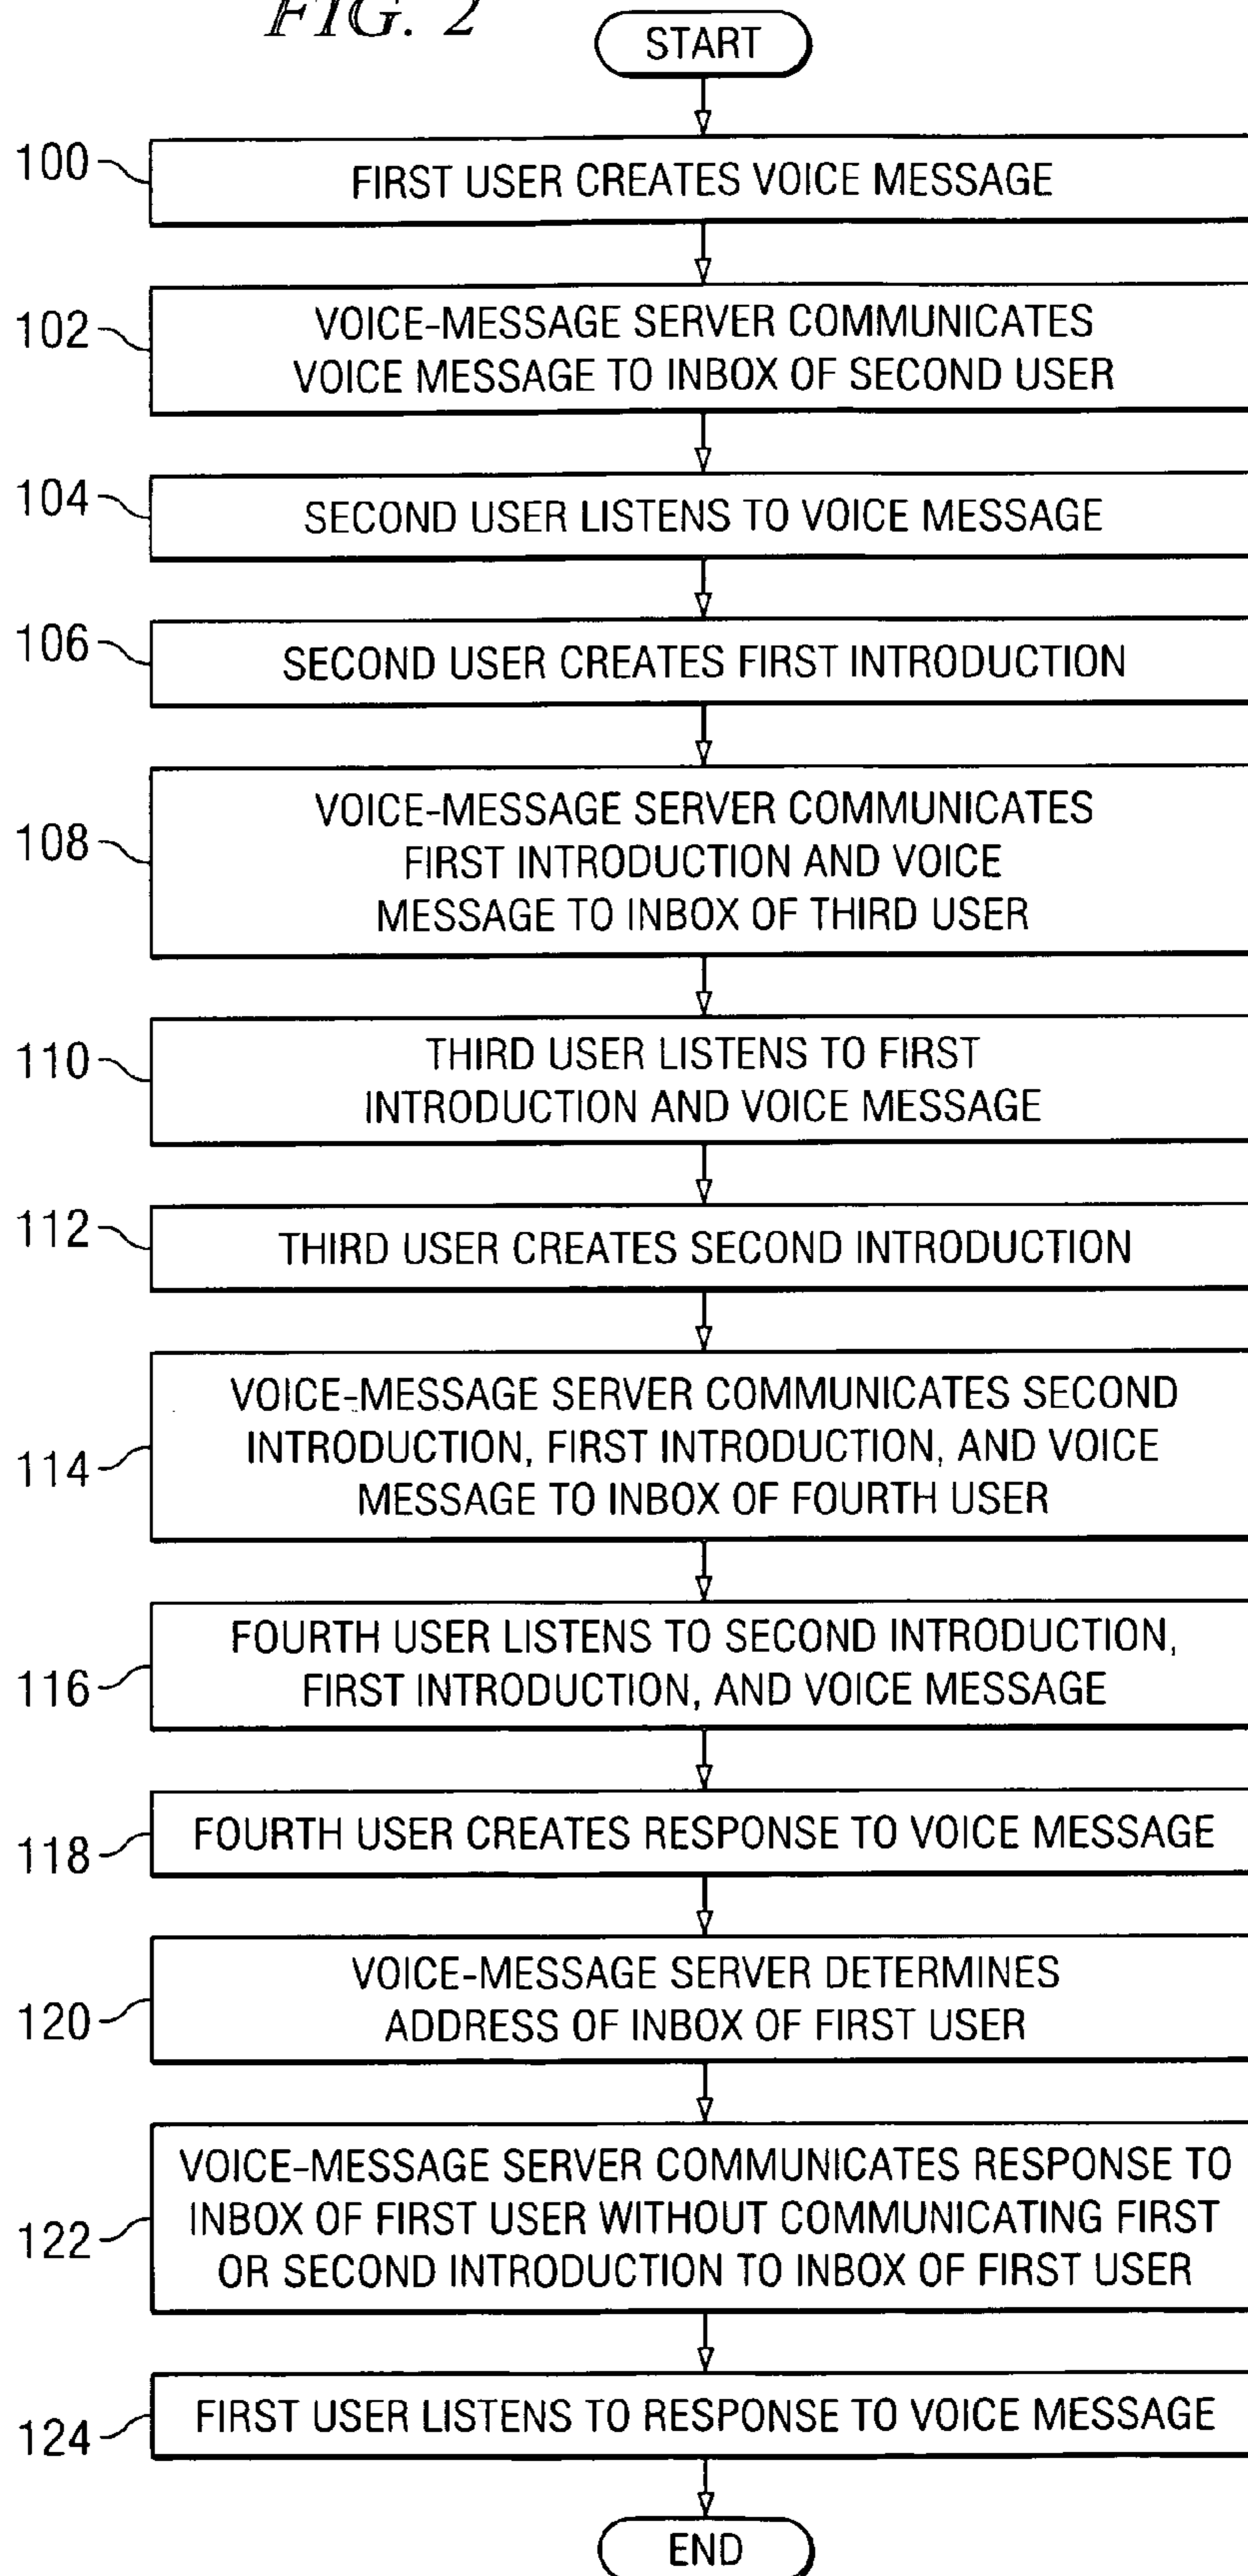 FIG. 2
START
100
FIRST USER CREATES VOICE MESSAGE
102
VOICE-MESSAGE SERVER COMMUNICATES
VOICE MESSAGE TO INBOX OF SECOND USER
104
SECOND USER LISTENS TO VOICE MESSAGE
106
SECOND USER CREATES FIRST INTRODUCTION
108
VOICE-MESSAGE SERVER COMMUNICATES
FIRST INTRODUCTION AND VOICE
MESSAGE TO INBOX OF THIRD USER
110
THIRD USER LISTENS TO FIRST
INTRODUCTION AND VOICE MESSAGE
112
THIRD USER CREATES SECOND INTRODUCTION
114
VOICE-MESSAGE SERVER COMMUNICATES SECOND
INTRODUCTION, FIRST INTRODUCTION, AND VOICE
MESSAGE TO INBOX OF FOURTH USER
116
FOURTH USER LISTENS TO SECOND INTRODUCTION,
FIRST INTRODUCTION, AND VOICE MESSAGE
118
FOURTH USER CREATES RESPONSE TO VOICE MESSAGE
120
VOICE-MESSAGE SERVER DETERMINES
ADDRESS OF INBOX OF FIRST USER
122
VOICE-MESSAGE SERVER COMMUNICATES RESPONSE TO
INBOX OF FIRST USER WITHOUT COMMUNICATING FIRST
OR SECOND INTRODUCTION TO INBOX OF FIRST USER
124
FIRST USER LISTENS TO RESPONSE TO VOICE MESSAGE
END